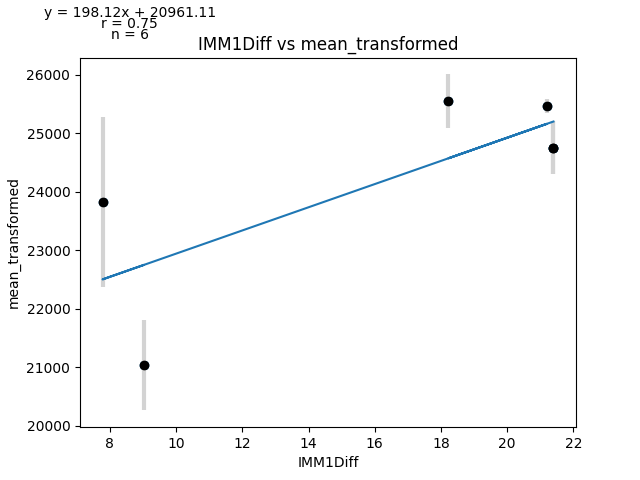 y = 198.12x + 20961.11
r = 0.75
n = 6
IMM1Diff vs mean_transformed
26000
25000
24000
23000
22000
21000
20000
mean_transformed
8 10 12 14 16 18 20 22
IMM1Diff